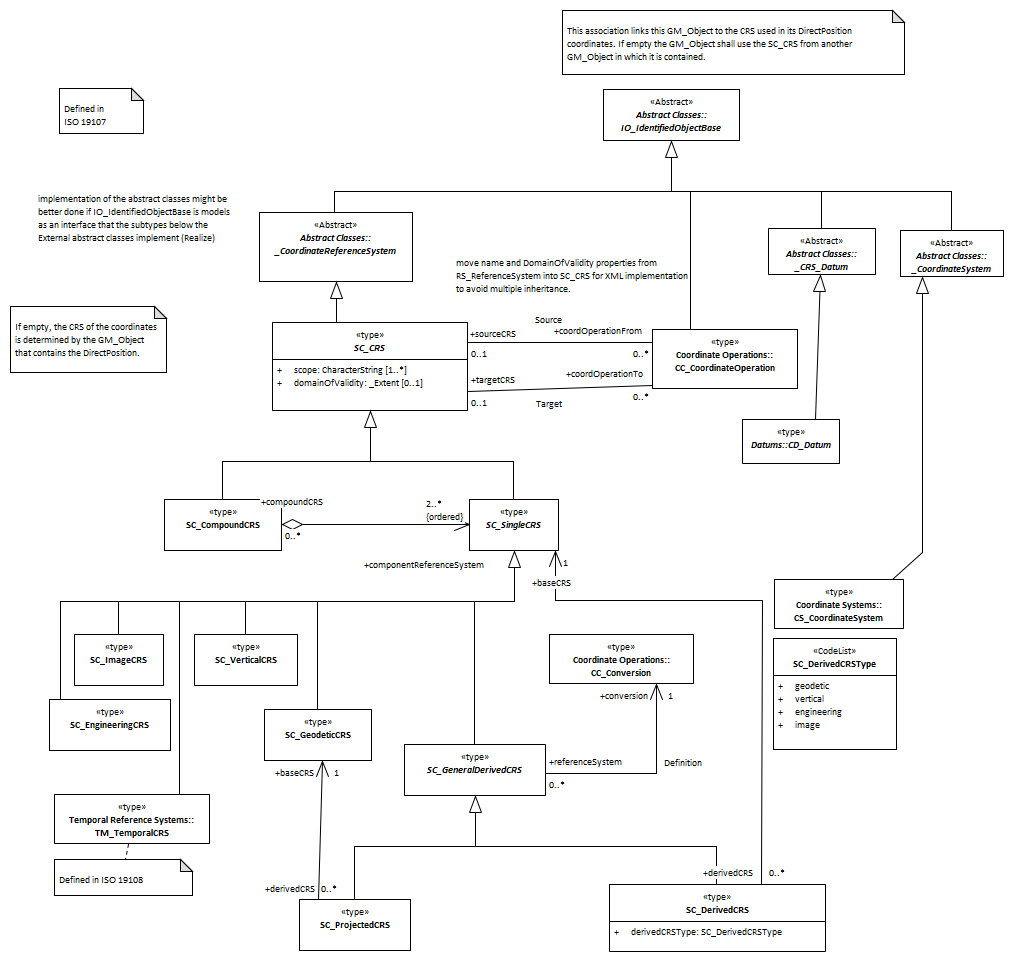 This association links this GM_Object to the CRS used in its DirectPosition
coordinates. If empty the GM_Object shall use the SC_CRS from another
GM_Object in which it is contained.
Defined in
ISO 19107
«Abstract»
Abstract Classes::
IO_IdentifiedObjectBase
implementation of the abstract classes might be
better done if IO_IdentifiedObjectBase is models
as an interface that the subtypes below the
External abstract classes implement (Realize)
«Abstract»
Abstract Classes::
_CoordinateReferenceSystem
«Abstract»
Abstract Classes::
_CRS_Datum
«Abstract»
Abstract Classes::
_CoordinateSystem
move name and DomainOfValidity properties from
RS_ReferenceSystem into SC_CRS for XML implementation
to avoid multiple inheritance.
If empty, the CRS of the coordinates
is determined by the GM_Object
that contains the DirectPosition.
«type»
SC_CRS
+ scope: CharacterString [1..*]
+ domainOfValidity: _Extent [0..1]
Source
+sourceCRS
+coordOperationFrom
0..1
0..*
+targetCRS
+coordOperationTo
0..1
0..*
Target
«type»
Coordinate Operations::
CC_CoordinateOperation
«type»
Datums::CD_Datum
«type»
SC_CompoundCRS
+compoundCRS
0..*
2..*
{ordered}
«type»
SC_SingleCRS
+componentReferenceSystem
1
+baseCRS
«type»
Coordinate Systems::
CS_CoordinateSystem
«type»
SC_ImageCRS
«type»
SC_VerticalCRS
«type»
Coordinate Operations::
CC_Conversion
«CodeList»
SC_DerivedCRSType
+ geodetic
+ vertical
+ engineering
+ image
«type»
SC_EngineeringCRS
«type»
SC_GeodeticCRS
+conversion
1
«type»
SC_GeneralDerivedCRS
+referenceSystem
0..*
Definition
+baseCRS
1
«type»
Temporal Reference Systems::
TM_TemporalCRS
Defined in ISO 19108
+derivedCRS
0..*
+derivedCRS
0..*
«type»
SC_ProjectedCRS
«type»
SC_DerivedCRS
+ derivedCRSType: SC_DerivedCRSType